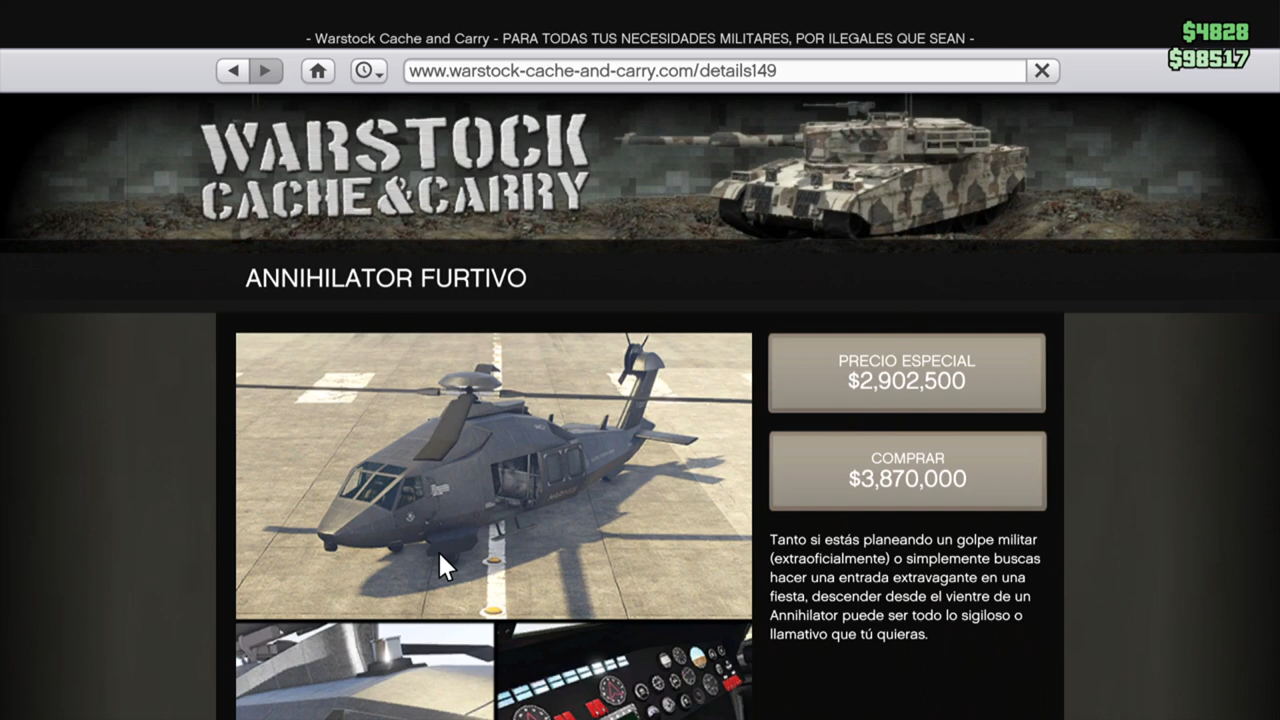 - Warstock Cache and Carry - PARA TODAS TUS NECESIDADES MILITARES, POR ILEGALES QUE SEAN -
$4828
$98517
www.warstock-cache-and-carry.com/details149
WARSTOCK
CACHE&CARRY
ANNIHILATOR FURTIVO
PRECIO ESPECIAL
$2,902,500
COMPRAR
$3,870,000
Tanto si estás planeando un golpe militar
(extraoficialmente) o simplemente buscas
hacer una entrada extravagante en una
fiesta, descender desde el vientre de un
Annihilator puede ser todo lo sigiloso o
llamativo que tú quieras.